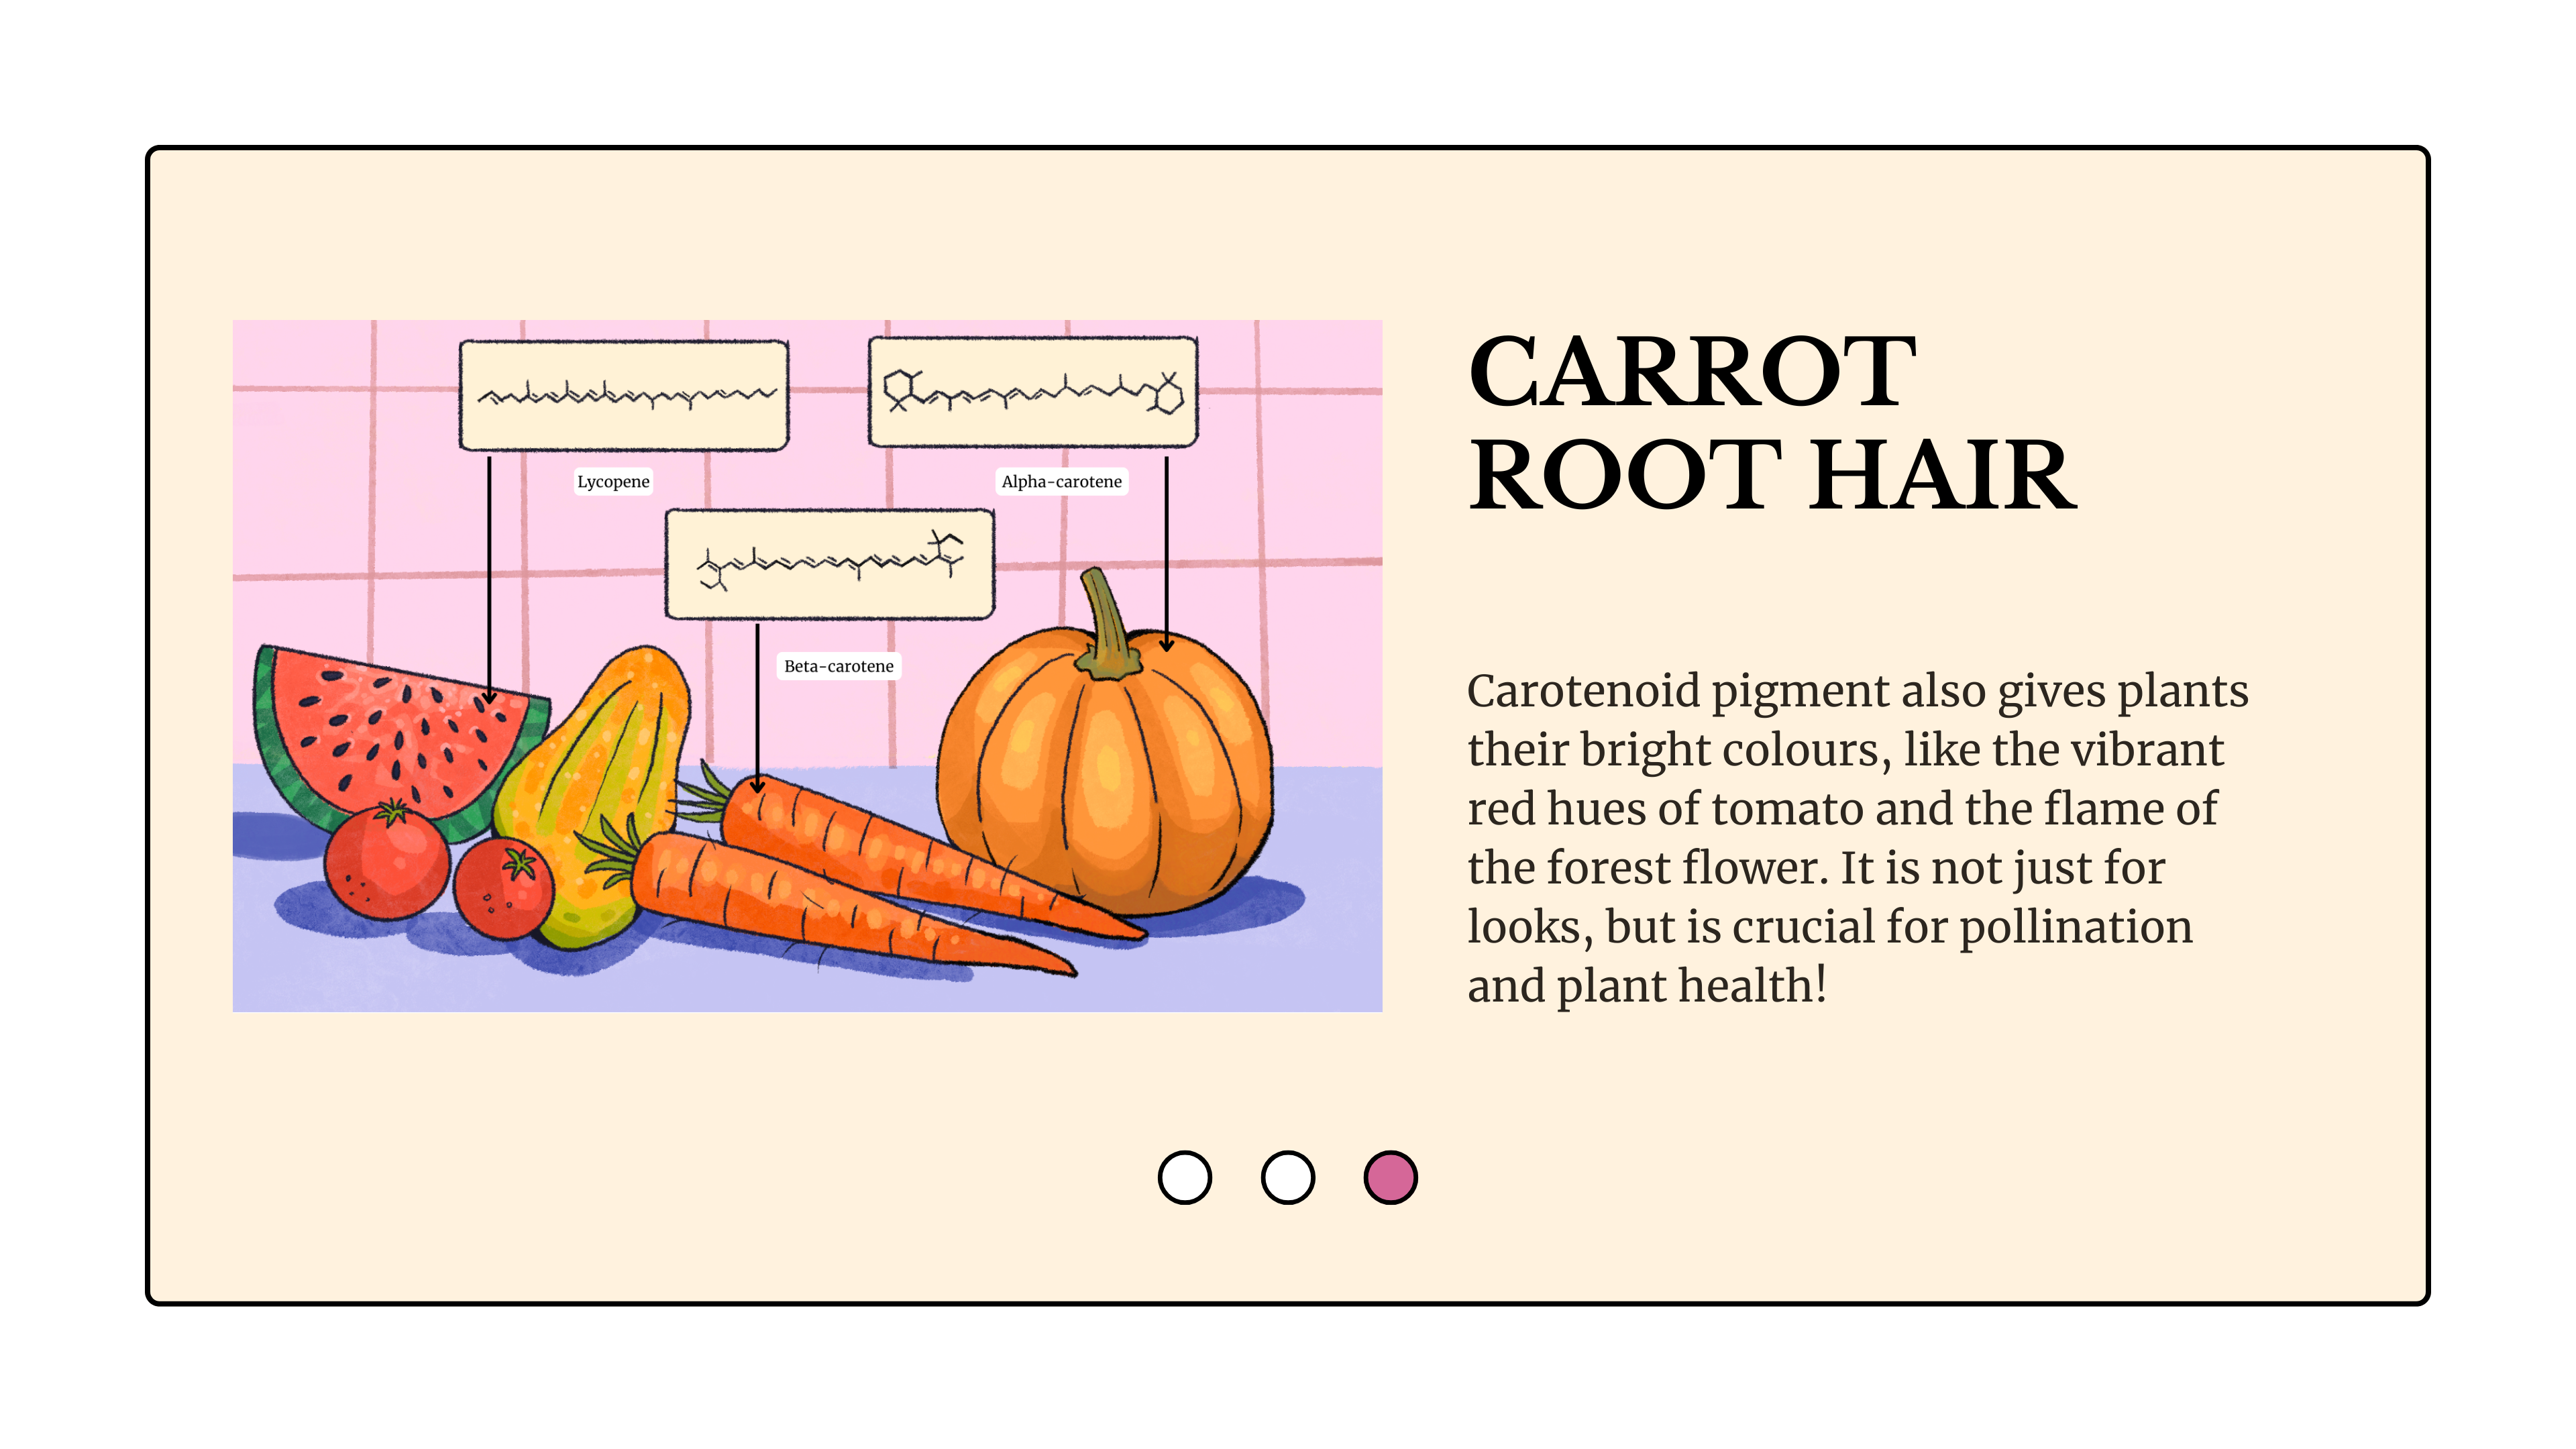 CARROT
ROOT HAIR
Lycopene
Alpha-carotene
Beta-carotene
Carotenoid pigment also gives plants
their bright colours, like the vibrant
red hues of tomato and the flame of
the forest flower. It is not just for
looks, but is crucial for pollination
and plant health!